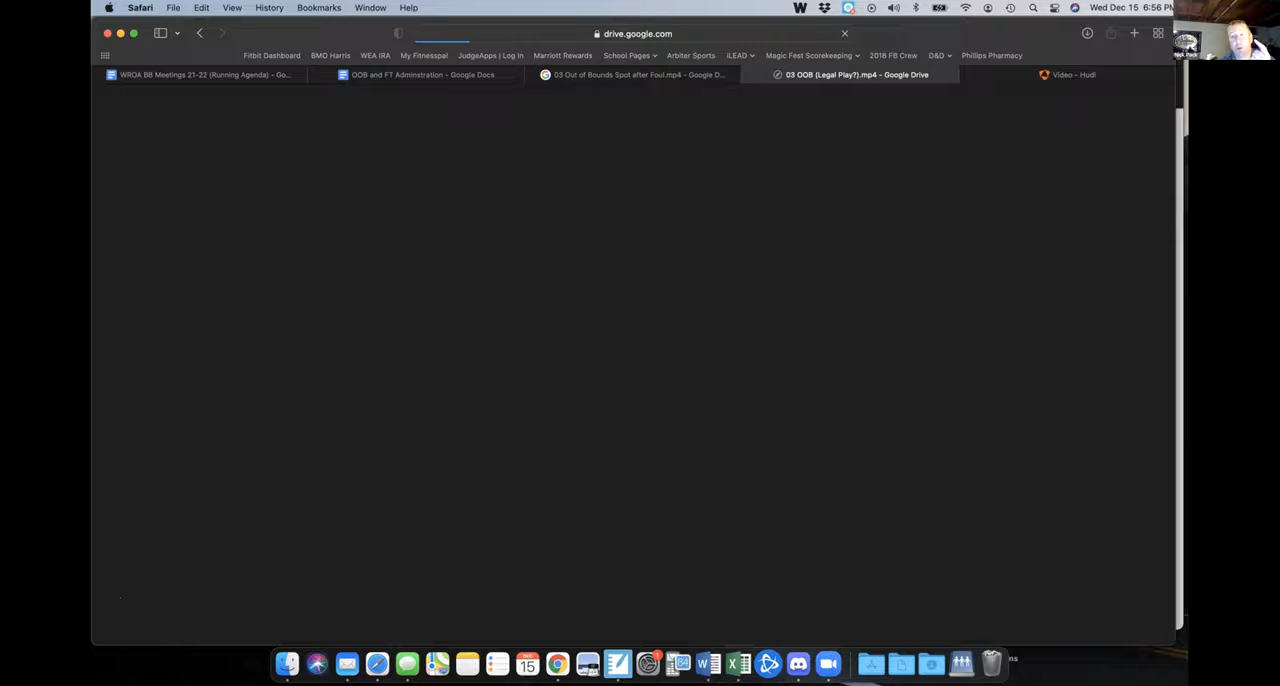 Safari File Edit View History Bookmarks Window Help Wed Dec 15 6:56 PM
drive.google.com
Fitbit Dashboard BMO Harris WEA IRA My Fitnesspal JudgeApps | Log In Marriott Rewards School Pages Arbiter Sports iLEAD Magic Fest Scorekeeping 2018 FB Crew D&D Phillips Pharmacy
WROA BB Meetings 21-22 (Running Agenda) - Go... OOB and FT Adminstration - Google Docs 03 Out of Bounds Spot after Foul.mp4 - Google D... 03 OOB (Legal Play?).mp4 - Google Drive Video - Hudl
DEC
15
1